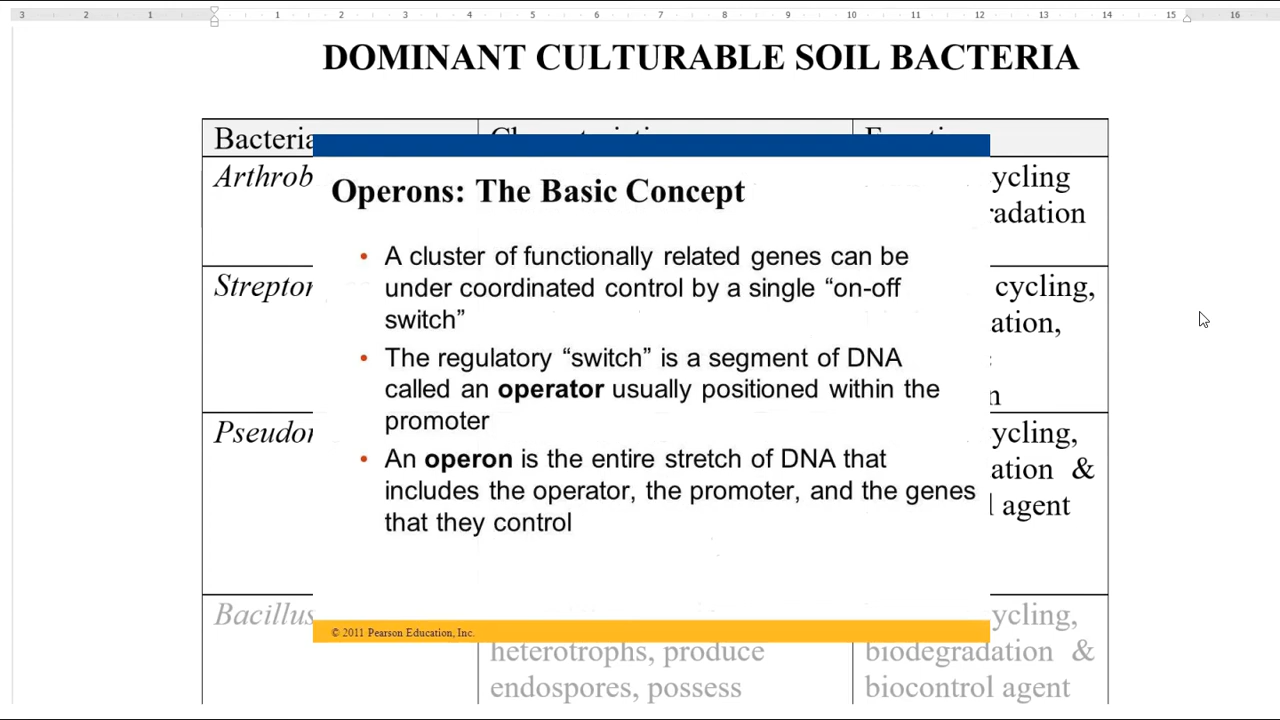 3 2 1 1 2 3 4 5 6 7 8 9 10 11 12 13 14 15 16
DOMINANT CULTURABLE SOIL BACTERIA
Operons: The Basic Concept
• A cluster of functionally related genes can be
under coordinated control by a single “on-off
switch”
• The regulatory “switch” is a segment of DNA
called an operator usually positioned within the
promoter
• An operon is the entire stretch of DNA that
includes the operator, the promoter, and the genes
that they control
© 2011 Pearson Education, Inc.
Bacteria
Arthrob
Strepto
Pseudo
Bacillus
heterotrophs, produce
endospores, possess
ycling
radation
cycling,
ation,
n
ycling,
ation &
agent
ycling,
biodegradation &
biocontrol agent